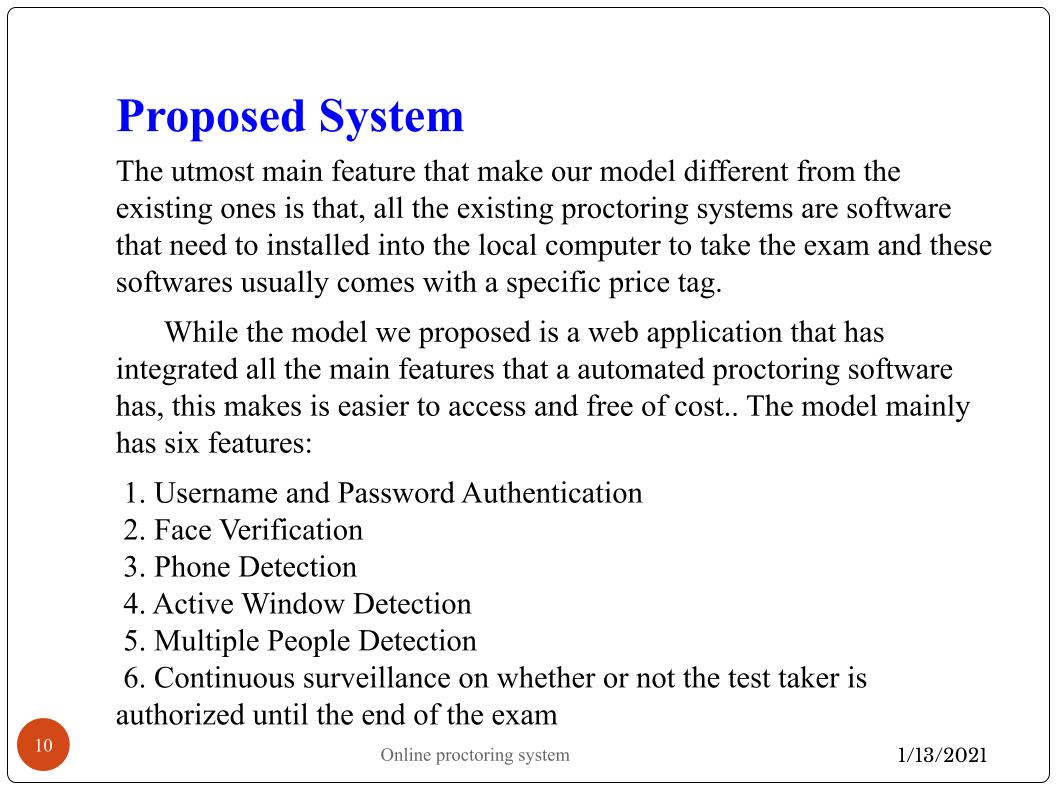 Proposed System
The utmost main feature that make our model different from the
existing ones is that, all the existing proctoring systems are software
that need to installed into the local computer to take the exam and these
softwares usually comes with a specific price tag.
While the model we proposed is a web application that has
integrated all the main features that a automated proctoring software
has, this makes is easier to access and free of cost.. The model mainly
has six features:
1. Username and Password Authentication
2. Face Verification
3. Phone Detection
4. Active Window Detection
5. Multiple People Detection
6. Continuous surveillance on whether or not the test taker is
authorized until the end of the exam
10
Online proctoring system
1/13/2021